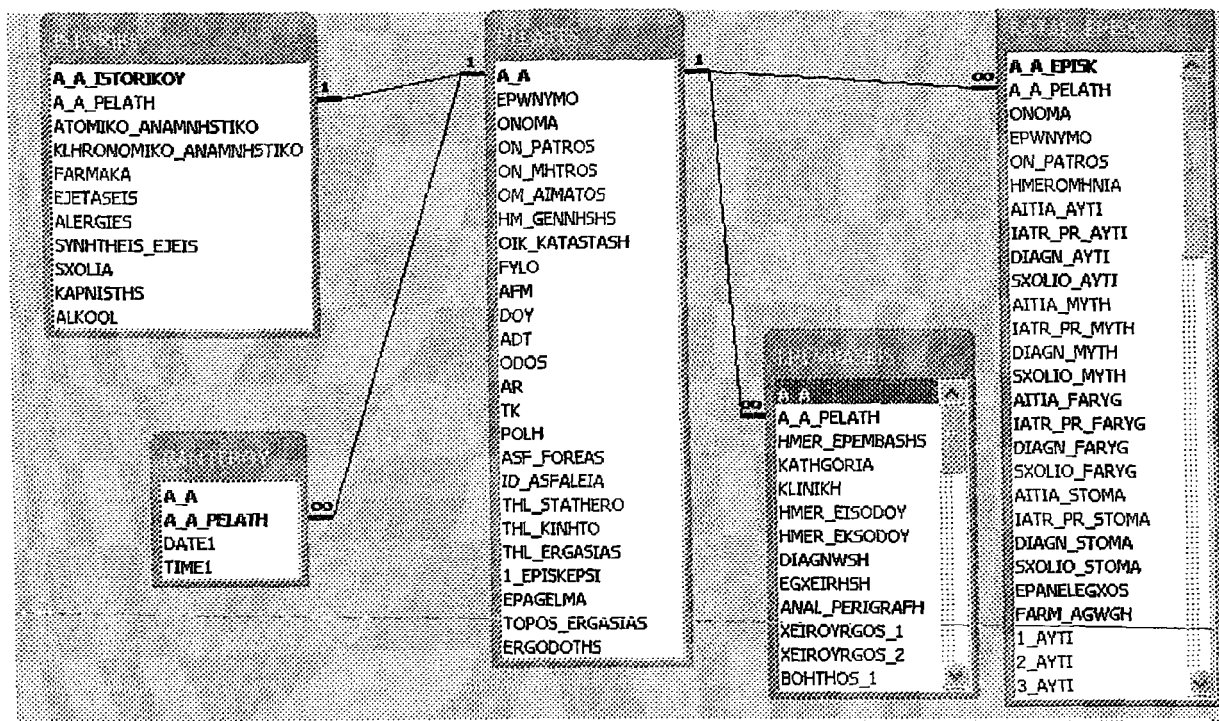 A_A_ISTORIKOY
A_A_PELATH
ATOMIKO_ANAMNHSTIKO
KLHRONOMIKO_ANAMNHSTIKO
FARMAKA
EJETASEIS
ALERGIES
SYNHTHEIS_EJEIS
SXOLIA
KAPNISTHS
ALKOOL
1
1
A_A
A_A_PELATH
DATE1
TIME1
∞
A_A
EPWNYMO
ONOMA
ON_PATROS
ON_MHTROS
OM_AIMATOS
HM_GENNHSHS
OIK_KATASTASH
FYLO
AFM
DOY
ADT
ODOS
AR
TK
POLH
ASF_FOREAS
ID_ASFALEIA
THL_STATHERO
THL_KINHTO
THL_ERGASIAS
1_EPISKEPSI
EPAGELMA
TOPOS_ERGASIAS
ERGODOTHS
1
∞
∞
A_A
A_A_PELATH
HMER_EPEMBASHS
KATHGORIA
KLINIKH
HMER_EISODOY
HMER_EKSODOY
DIAGNWSH
EGXEIRHSH
ANAL_PERIGRAFH
XEIROYRGOS_1
XEIROYRGOS_2
BOHTHOS_1
A_A_EPISK
A_A_PELATH
ONOMA
EPWNYMO
ON_PATROS
HMEROMHNIA
AITIA_AYTI
IATR_PR_AYTI
DIAGN_AYTI
SXOLIO_AYTI
AITIA_MYTH
IATR_PR_MYTH
DIAGN_MYTH
SXOLIO_MYTH
AITIA_FARYG
IATR_PR_FARYG
DIAGN_FARYG
SXOLIO_FARYG
AITIA_STOMA
IATR_PR_STOMA
DIAGN_STOMA
SXOLIO_STOMA
EPANELEGXOS
FARM_AGWGH
1_AYTI
2_AYTI
3_AYTI